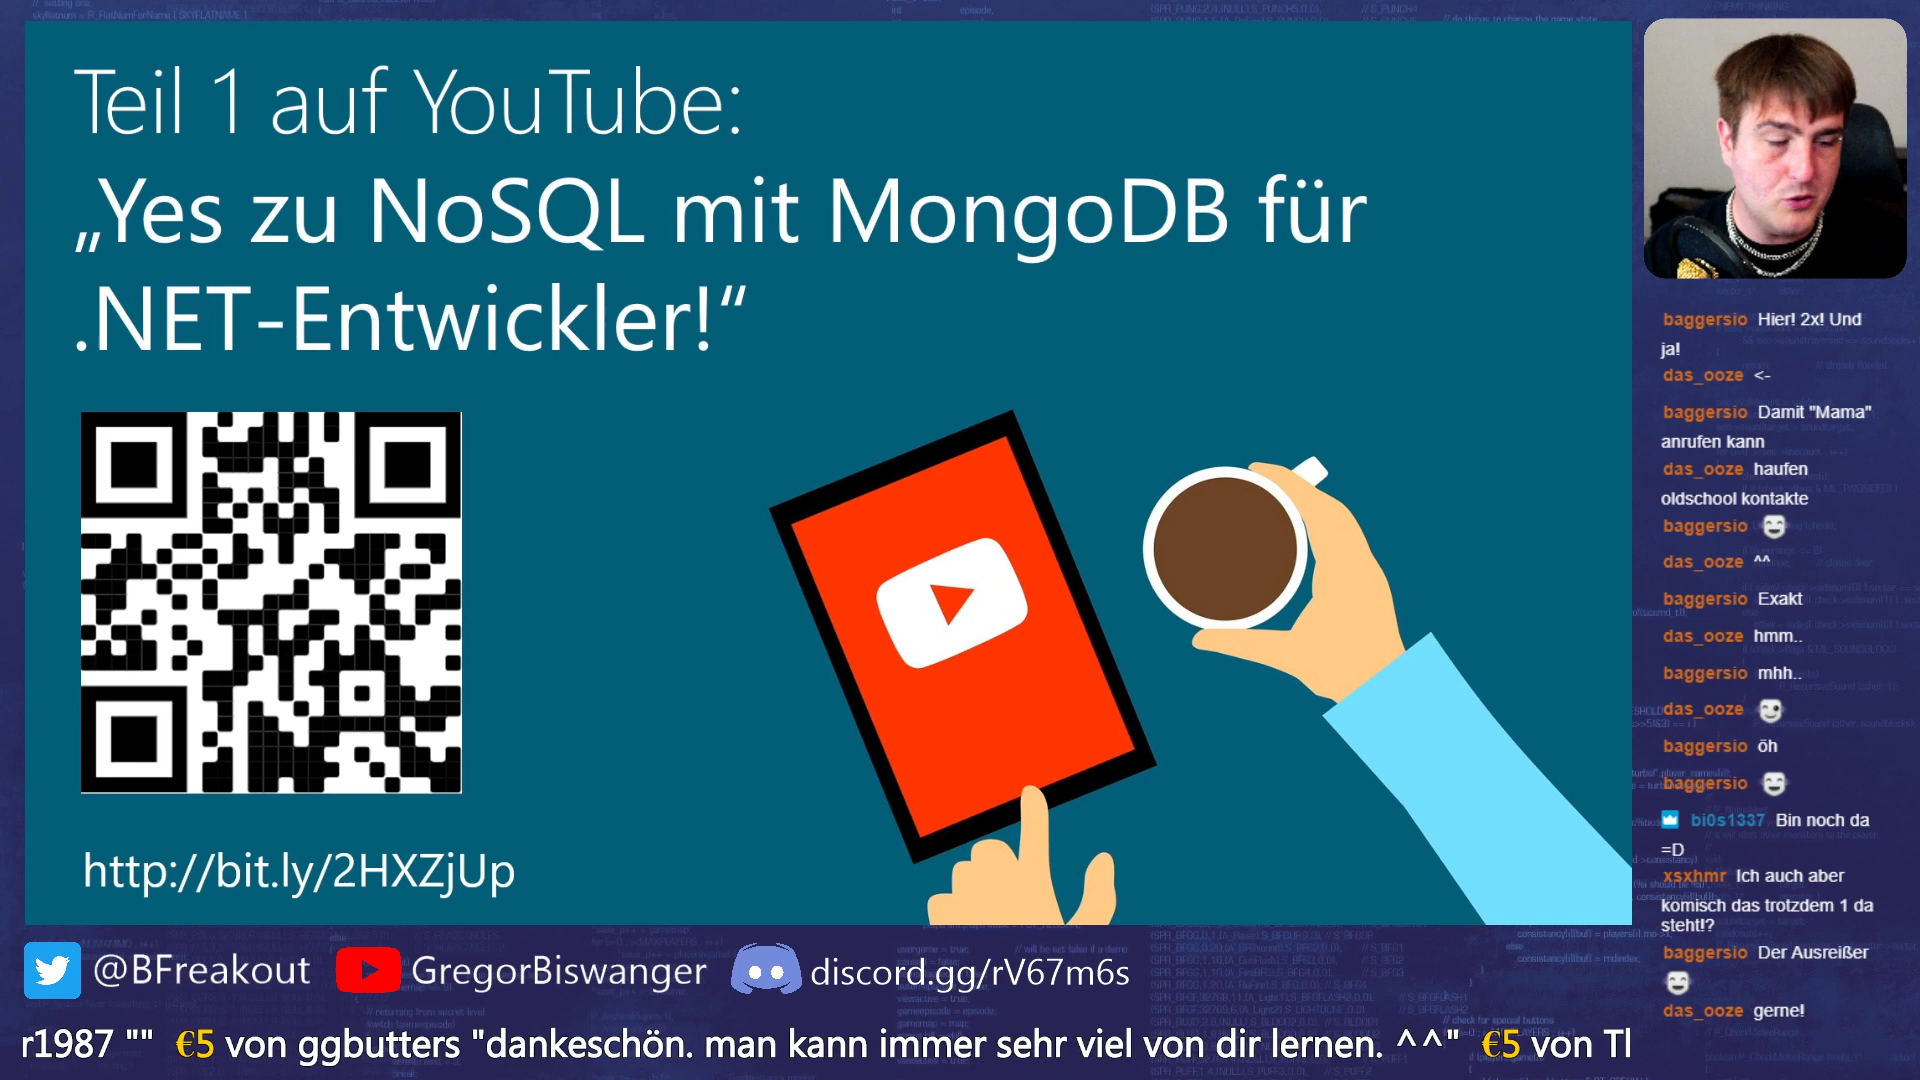 Teil 1 auf YouTube:
„Yes zu NoSQL mit MongoDB für
.NET-Entwickler!“
http://bit.ly/2HXZjUp
@BFreakout
GregorBiswanger
discord.gg/rV67m6s
r1987 "" €5 von ggbutters "dankeschön. man kann immer sehr viel von dir lernen. ^^" €5 von Tl
baggersio Hier! 2x! Und
ja!
das_ooze <-
baggersio Damit "Mama"
anrufen kann
das_ooze haufen
oldschool kontakte
baggersio
das_ooze ^^
baggersio Exakt
das_ooze hmm..
baggersio mhh..
das_ooze
baggersio öh
baggersio
bi0s1337 Bin noch da
=D
xsxhmr Ich auch aber
komisch das trotzdem 1 da
steht!?
baggersio Der Ausreißer
das_ooze gerne!